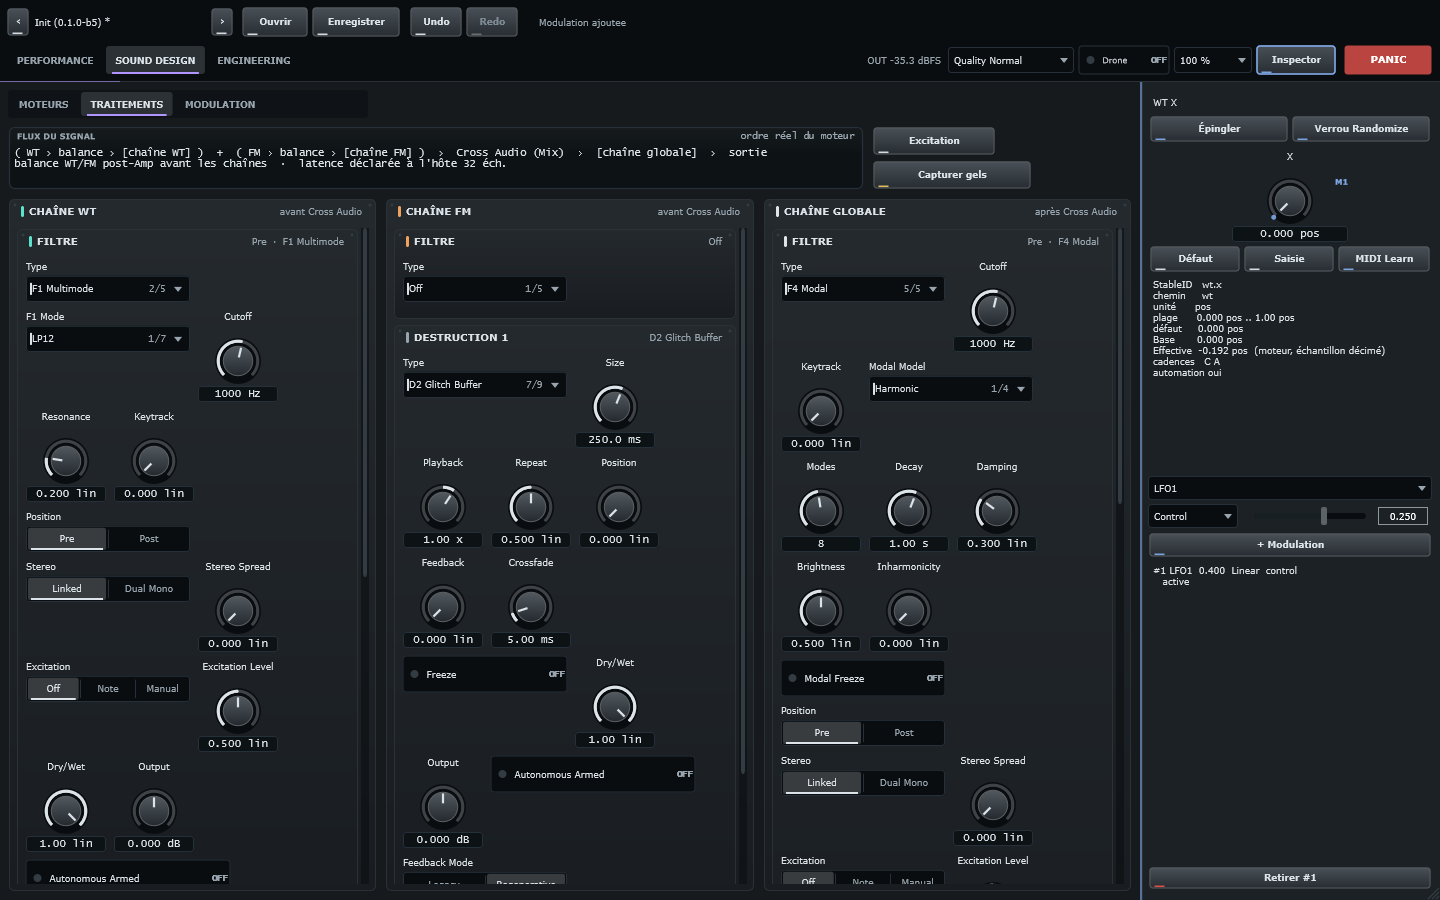 ‹ Init (0.1.0-b5) * › Ouvrir Enregistrer Undo Redo Modulation ajoutee
PERFORMANCE SOUND DESIGN ENGINEERING OUT -35.3 dBFS Quality Normal Drone OFF 100 % Inspector PANIC
MOTEURS TRAITEMENTS MODULATION
FLUX DU SIGNAL ordre réel du moteur
( WT › balance › [chaîne WT] ) + ( FM › balance › [chaîne FM] ) › Cross Audio (Mix) › [chaîne globale] › sortie
balance WT/FM post-Amp avant les chaînes · latence déclarée à l'hôte 32 éch.
Excitation
Capturer gels
CHAÎNE WT avant Cross Audio
FILTRE Pre · F1 Multimode
Type
F1 Multimode 2/5
F1 Mode Cutoff
LP12 1/7
1000 Hz
Resonance Keytrack
0.200 lin 0.000 lin
Position
Pre Post
Stereo Stereo Spread
Linked Dual Mono
0.000 lin
Excitation Excitation Level
Off Note Manual
0.500 lin
Dry/Wet Output
1.00 lin 0.000 dB
Autonomous Armed OFF
CHAÎNE FM avant Cross Audio
FILTRE Off
Type
Off 1/5
DESTRUCTION 1 D2 Glitch Buffer
Type Size
D2 Glitch Buffer 7/9
250.0 ms
Playback Repeat Position
1.00 x 0.500 lin 0.000 lin
Feedback Crossfade
0.000 lin 5.00 ms
Freeze OFF Dry/Wet
1.00 lin
Output Autonomous Armed OFF
0.000 dB
Feedback Mode
Legacy Regenerative
CHAÎNE GLOBALE après Cross Audio
FILTRE Pre · F4 Modal
Type Cutoff
F4 Modal 5/5
1000 Hz
Keytrack Modal Model
Harmonic 1/4
0.000 lin
Modes Decay Damping
8 1.00 s 0.300 lin
Brightness Inharmonicity
0.500 lin 0.000 lin
Modal Freeze OFF
Position
Pre Post
Stereo Stereo Spread
Linked Dual Mono
0.000 lin
Excitation Excitation Level
Off Note Manual
WT X
Épingler Verrou Randomize
X
M1
0.000 pos
Défaut Saisie MIDI Learn
StableID wt.x
chemin wt
unité pos
plage 0.000 pos .. 1.00 pos
défaut 0.000 pos
Base 0.000 pos
Effective -0.192 pos (moteur, échantillon décimé)
cadences C A
automation oui
LFO1
Control 0.250
+ Modulation
#1 LFO1 0.400 Linear control
active
Retirer #1